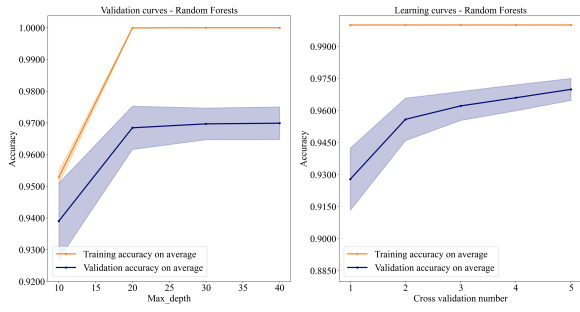 Validation curves - Random Forests
1.0000
0.9900
0.9800
0.9700
0.9600
0.9500
0.9400
0.9300
0.9200
Accuracy
10
15
20
25
30
35
40
Max_depth
Training accuracy on average
Validation accuracy on average
Learning curves - Random Forests
0.9900
0.9750
0.9600
0.9450
0.9300
0.9150
0.9000
0.8850
Accuracy
1
2
3
4
5
Cross validation number
Training accuracy on average
Validation accuracy on average